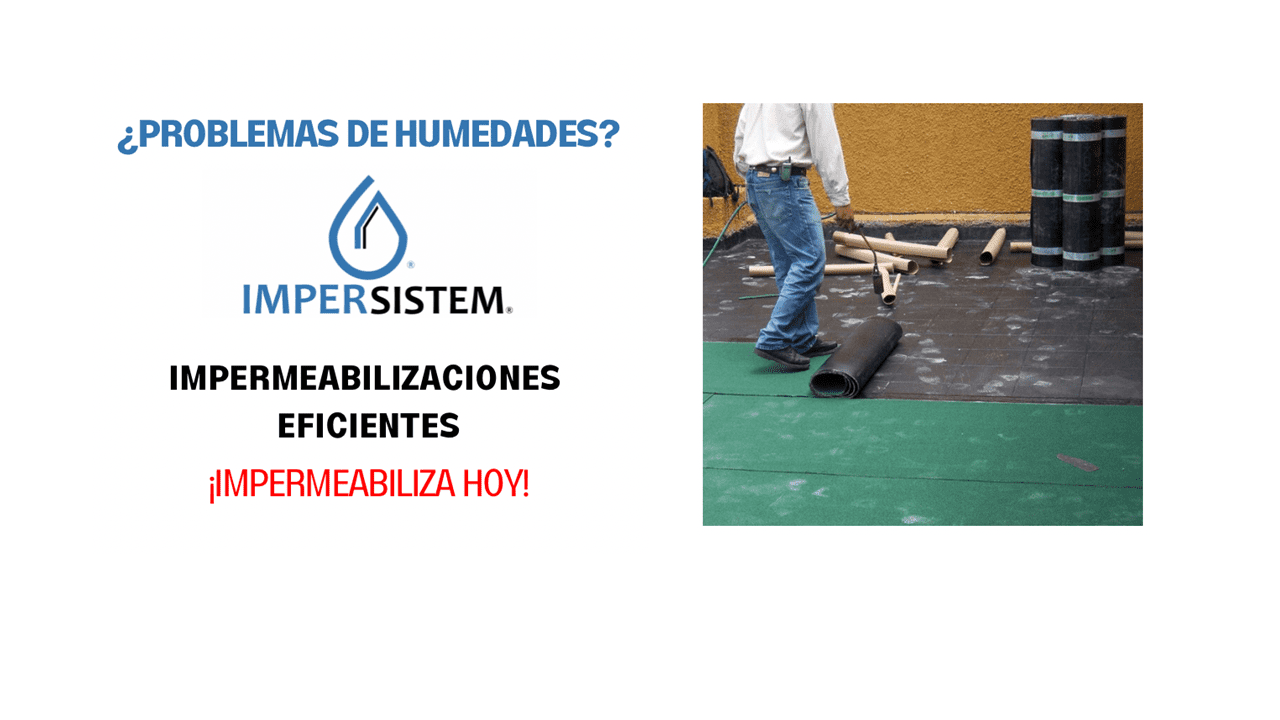 ¿PROBLEMAS DE HUMEDADES?
®
IMPERSISTEM®
IMPERMEABILIZACIONES
EFICIENTES
¡IMPERMEABILIZA HOY!